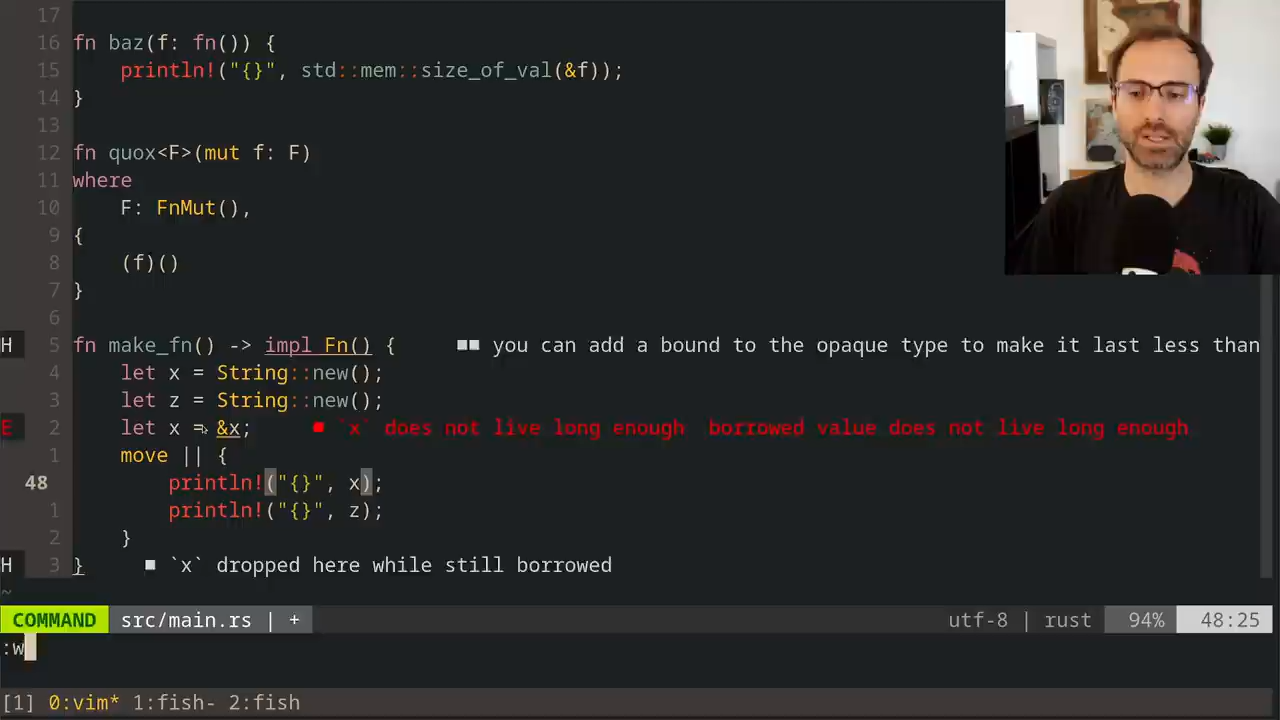 17
16 fn baz(f: fn()) {
15 println!("{}", std::mem::size_of_val(&f));
14 }
13
12 fn quox<F>(mut f: F)
11 where
10 F: FnMut(),
9 {
8 (f)()
7 }
6
H 5 fn make_fn() -> impl Fn() { ■■ you can add a bound to the opaque type to make it last less than
4 let x = String::new();
3 let z = String::new();
E 2 let x = &x; ■ `x` does not live long enough borrowed value does not live long enough
1 move || {
48 println!("{}", x);
1 println!("{}", z);
2 }
H 3 } ■ `x` dropped here while still borrowed
~
COMMAND src/main.rs | + utf-8 | rust 94% 48:25
:w
[1] 0:vim* 1:fish- 2:fish